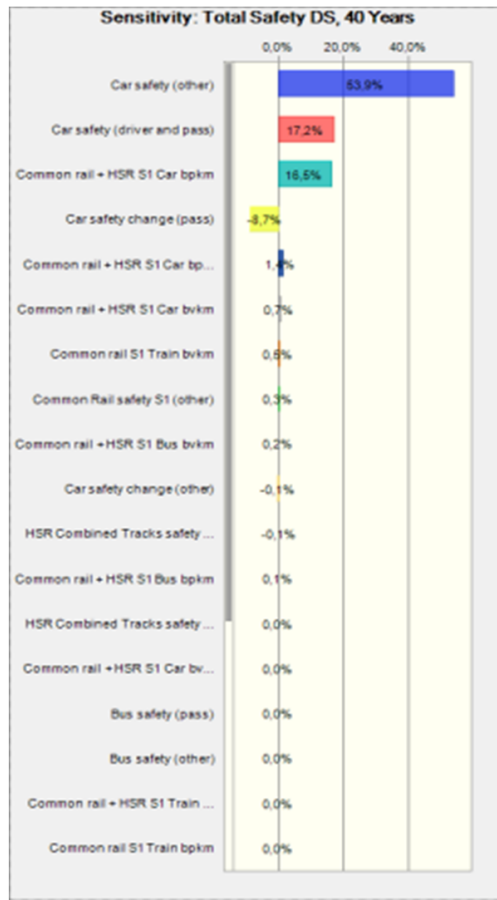 Sensitivity: Total Safety DS, 40 Years
0,0% 20,0% 40,0%
Car safety (other) 53,9%
Car safety (driver and pass) 17,2%
Common rail + HSR S1 Car bpkm 16,5%
Car safety change (pass) -8,7%
Common rail + HSR S1 Car bp... 1,4%
Common rail + HSR S1 Car bvkm 0,7%
Common rail S1 Train bvkm 0,5%
Common Rail safety S1 (other) 0,3%
Common rail + HSR S1 Bus bvkm 0,2%
Car safety change (other) -0,1%
HSR Combined Tracks safety ... -0,1%
Common rail + HSR S1 Bus bpkm 0,1%
HSR Combined Tracks safety ... 0,0%
Common rail + HSR S1 Car bv... 0,0%
Bus safety (pass) 0,0%
Bus safety (other) 0,0%
Common rail + HSR S1 Train ... 0,0%
Common rail S1 Train bpkm 0,0%